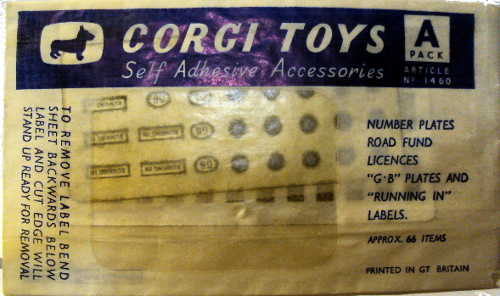 CORGI TOYS
Self Adhesive Accessories
A
PACK
ARTICLE
No 1460
TO REMOVE LABEL BEND
SHEET BACKWARDS BELOW
LABEL AND CUT EDGE WILL
STAND UP READY FOR REMOVAL
NUMBER PLATES
ROAD FUND
LICENCES
"G·B" PLATES AND
"RUNNING IN"
LABELS.
APPROX. 66 ITEMS
PRINTED IN GT BRITAIN